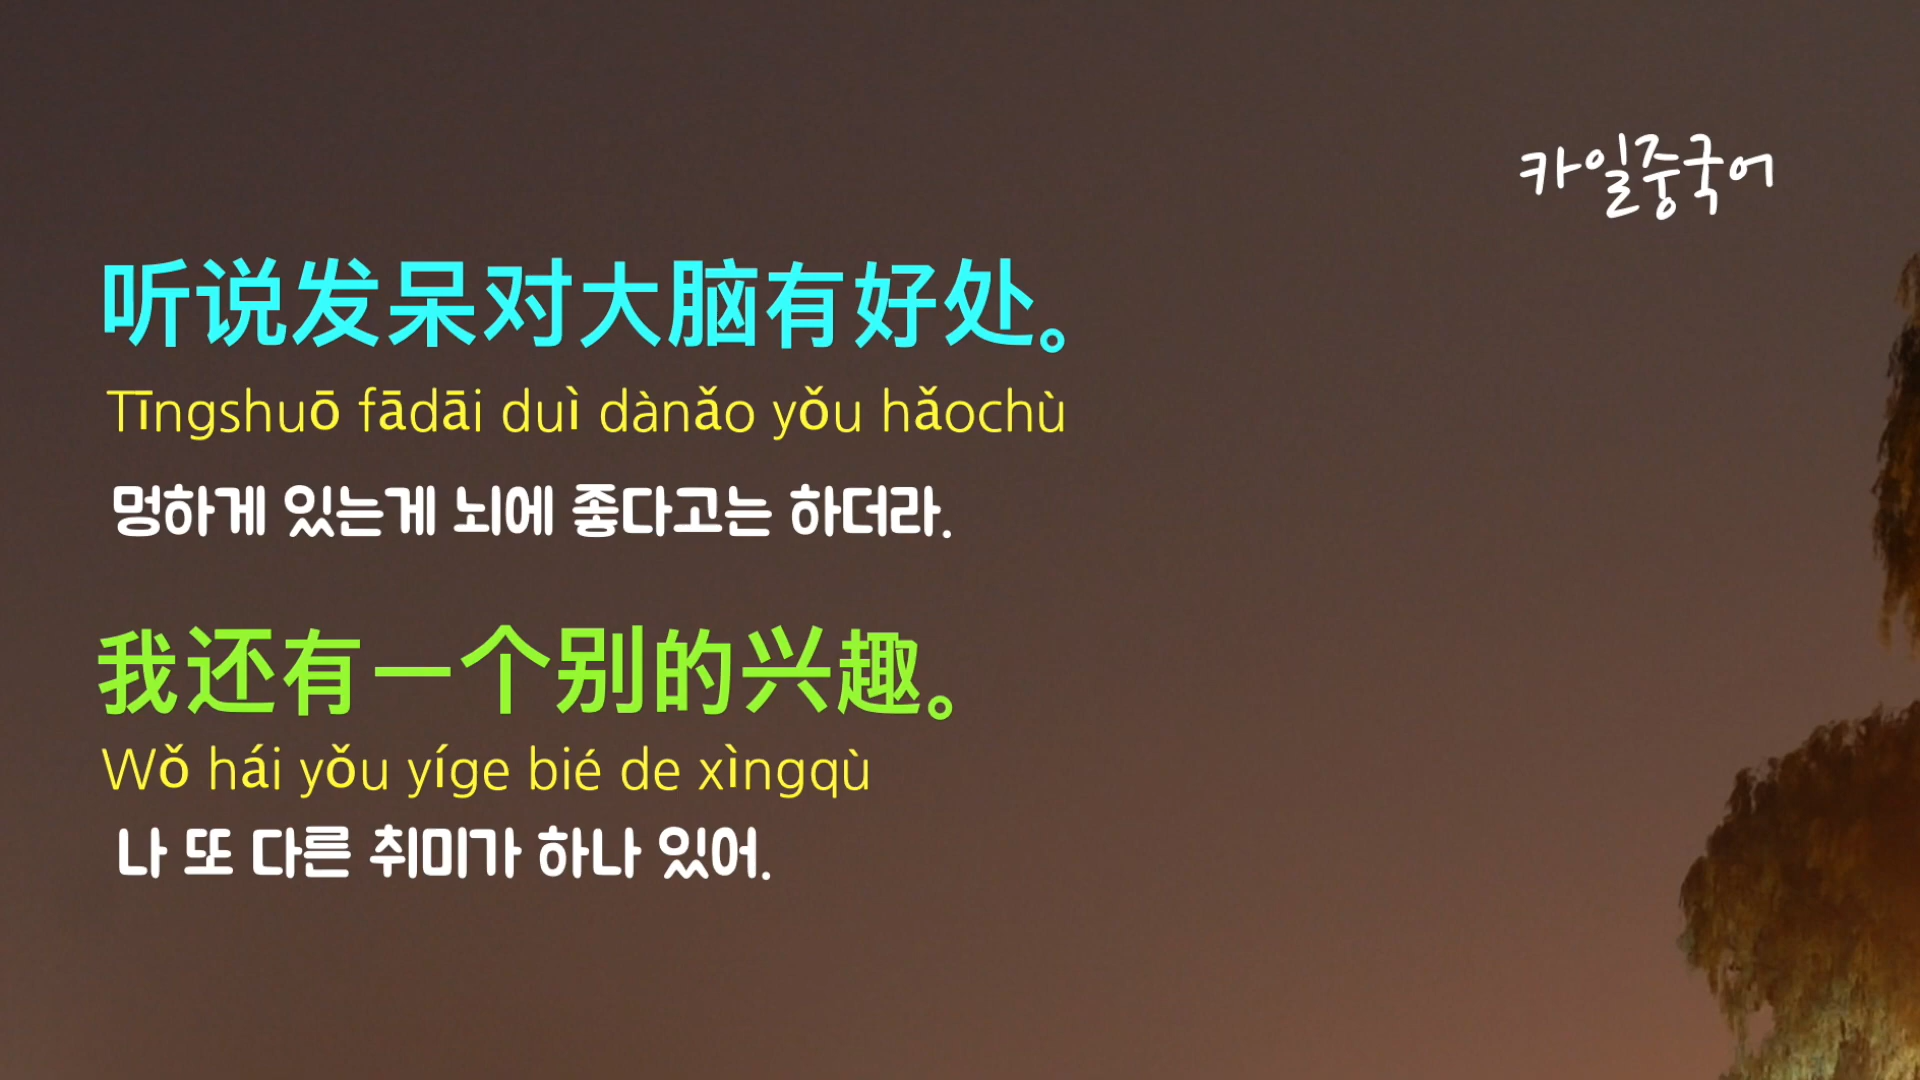 카일중국어
听说发呆对大脑有好处。
Tīngshuō fādāi duì dànǎo yǒu hǎochù
멍하게 있는게 뇌에 좋다고는 하더라.
我还有一个别的兴趣。
Wǒ hái yǒu yíge bié de xìngqù
나 또 다른 취미가 하나 있어.